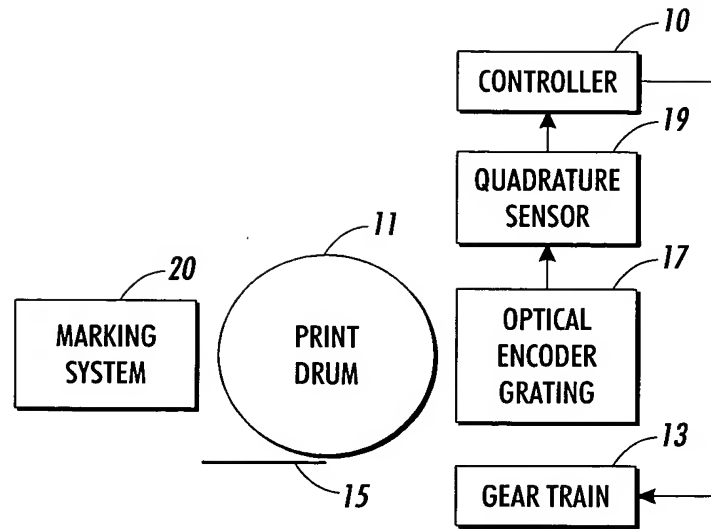 10
CONTROLLER
19
QUADRATURE
SENSOR
11
17
20
MARKING
SYSTEM
PRINT
DRUM
OPTICAL
ENCODER
GRATING
13
15
GEAR TRAIN